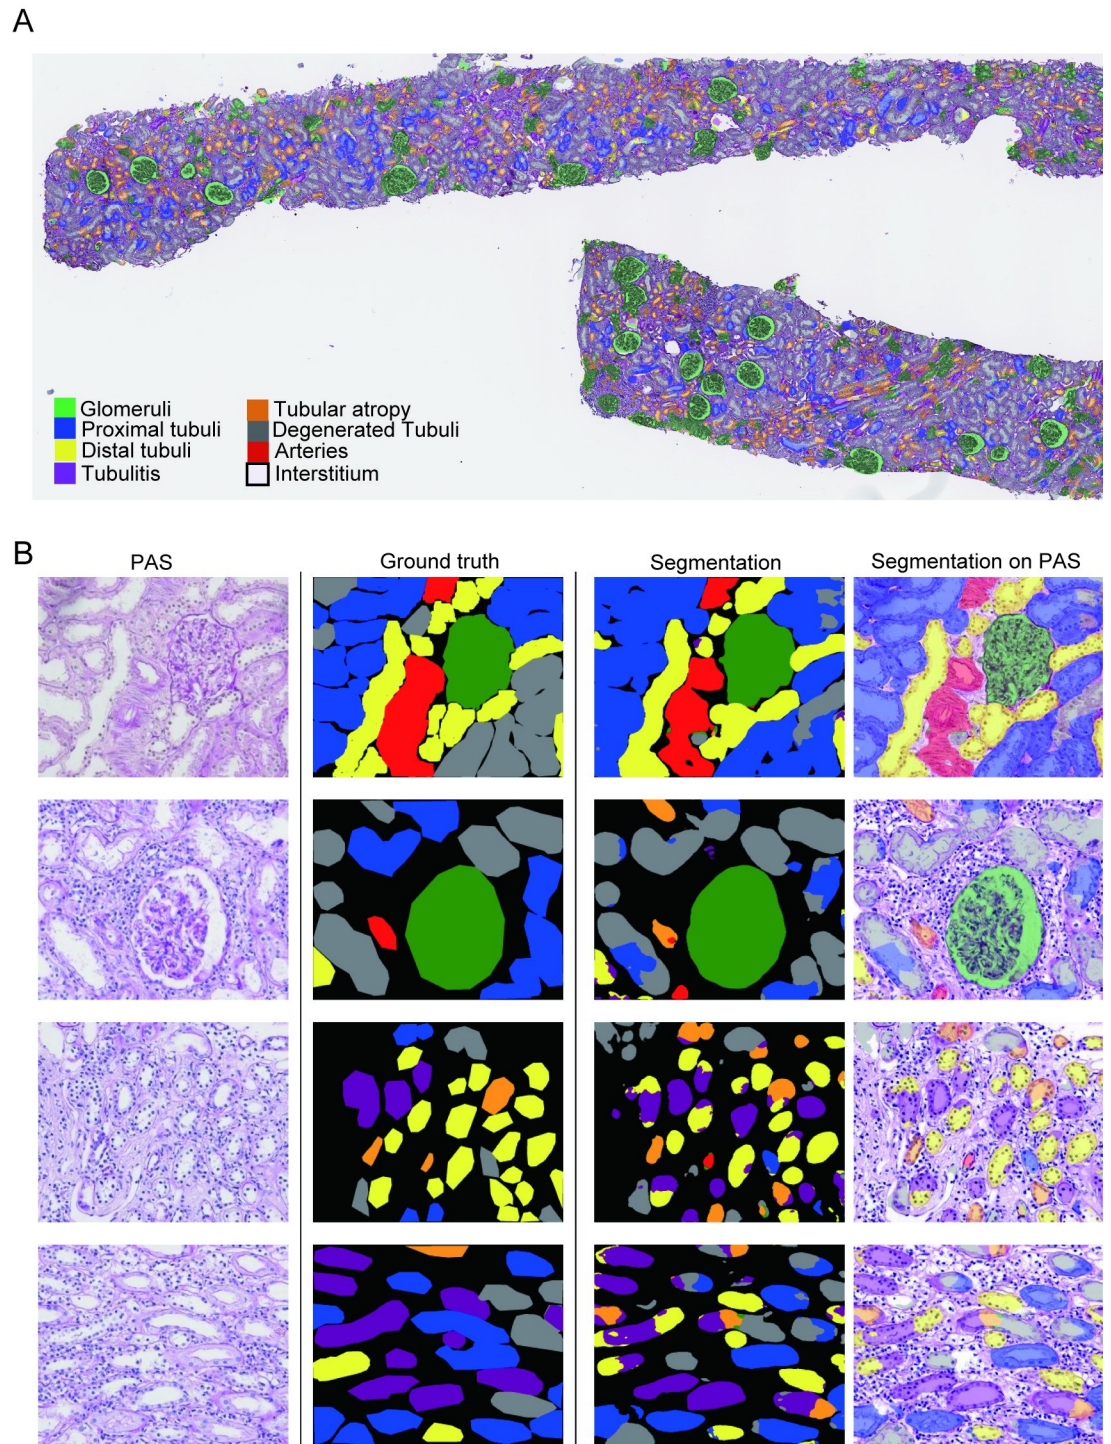 A
Glomeruli
Proximal tubuli
Distal tubuli
Tubulitis
Tubular atropy
Degenerated Tubuli
Arteries
Interstitium
B
PAS
Ground truth
Segmentation
Segmentation on PAS